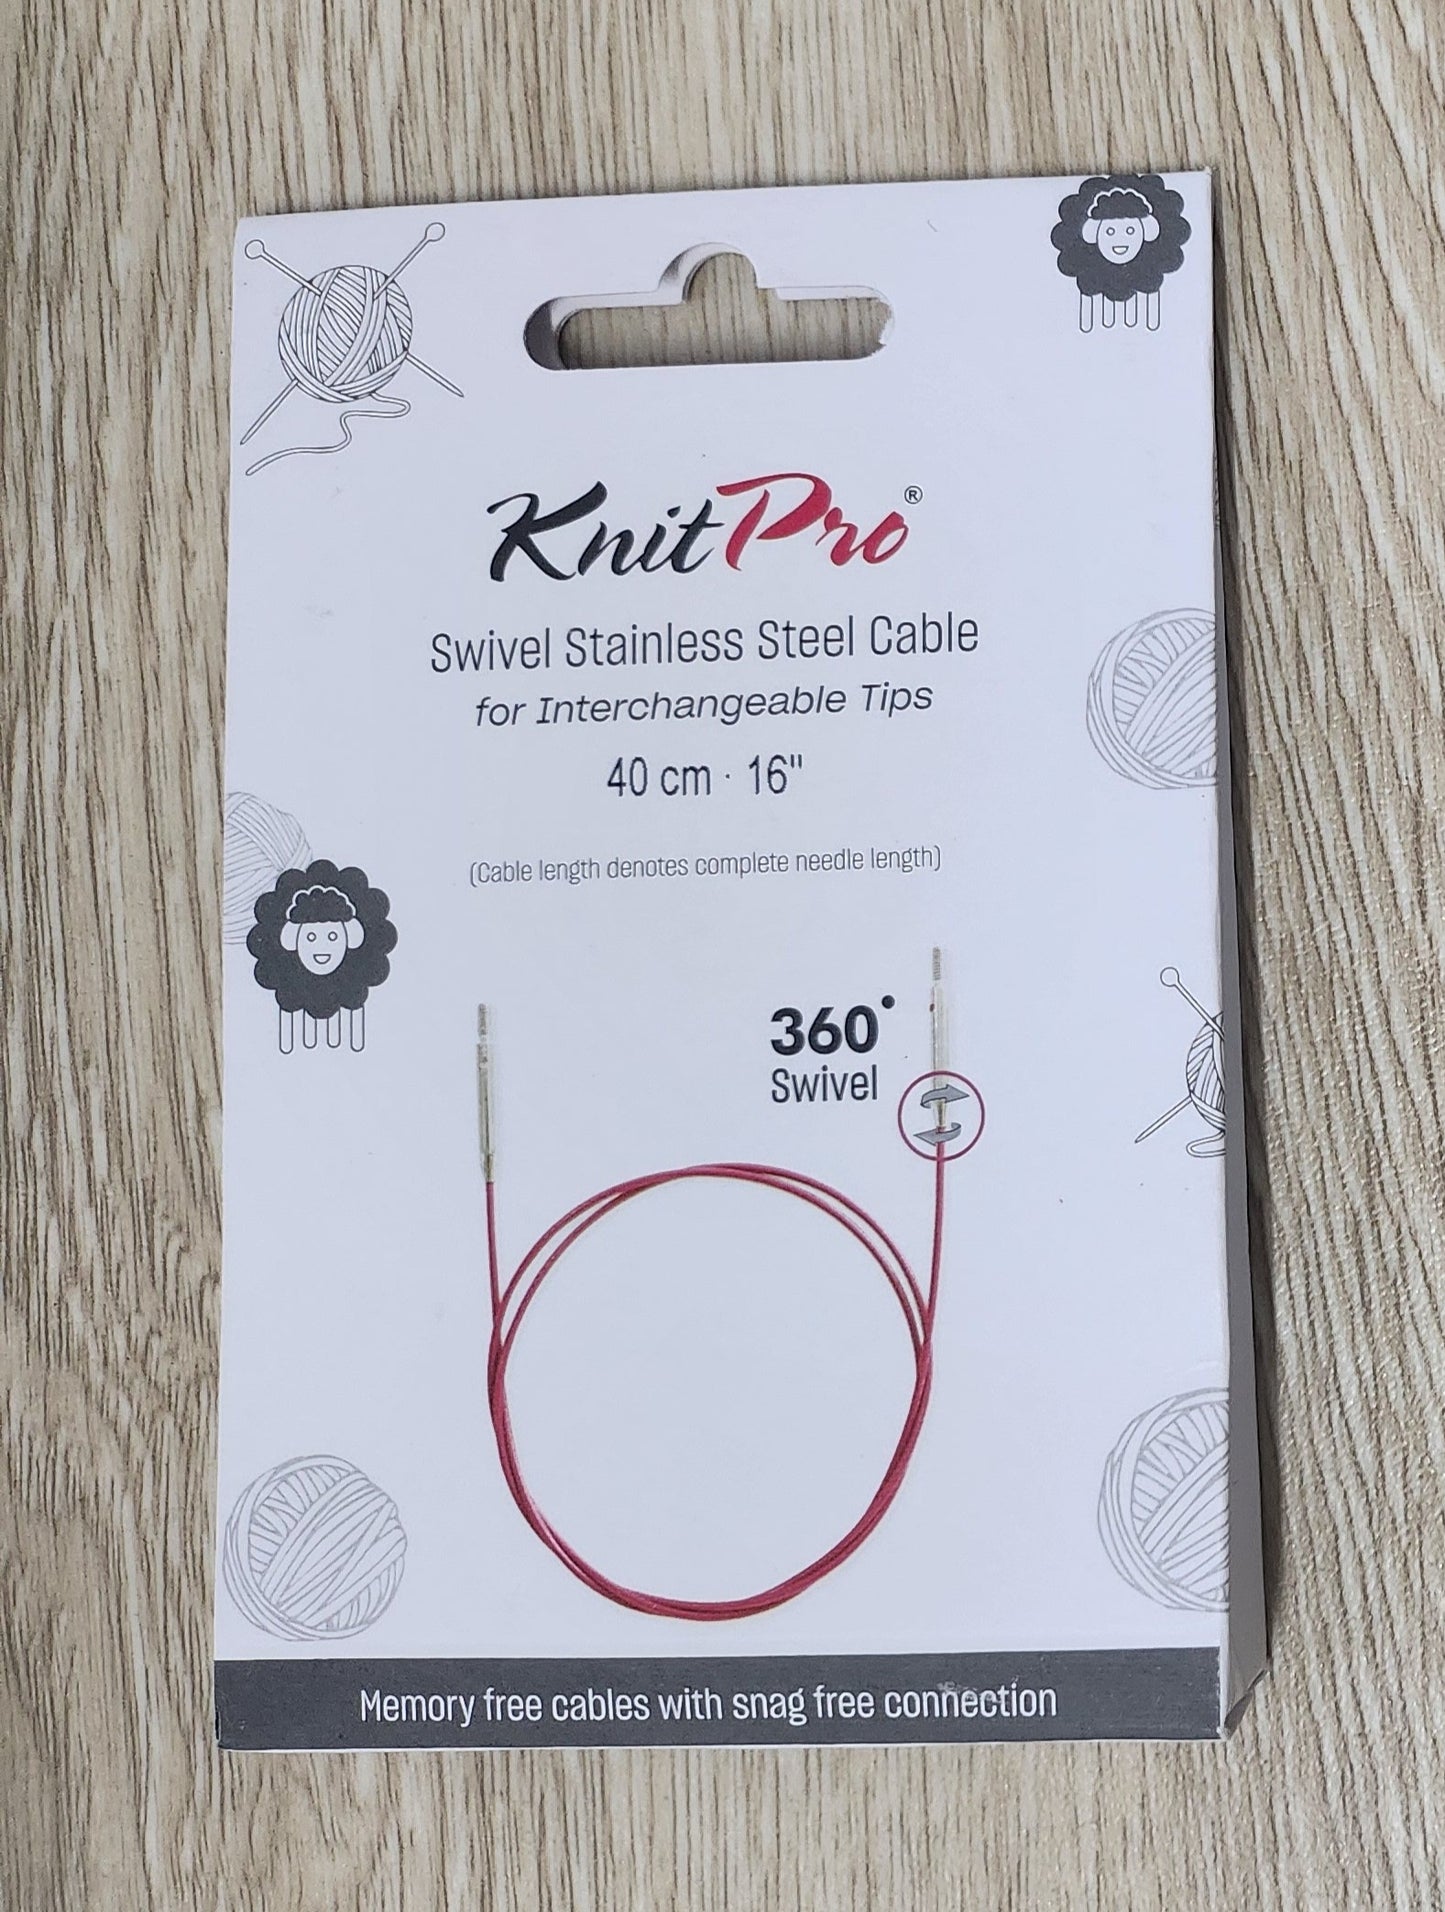 KnitPro®
Swivel Stainless Steel Cable
for Interchangeable Tips
40 cm · 16"
(Cable length denotes complete needle length)
360°
Swivel
Memory free cables with snag free connection